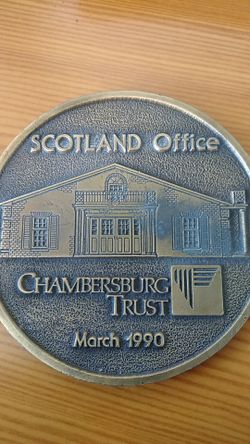 SCOTLAND Office
CHAMBERSBURG
TRUST
March 1990